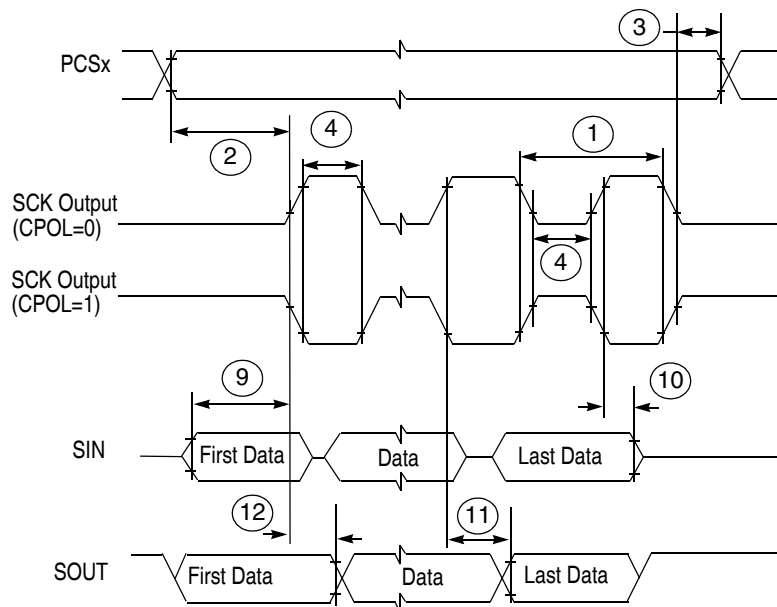 3
PCSx
2
4
1
SCK Output
(CPOL=0)
4
SCK Output
(CPOL=1)
9
10
SIN
First Data
Data
Last Data
12
11
SOUT
First Data
Data
Last Data